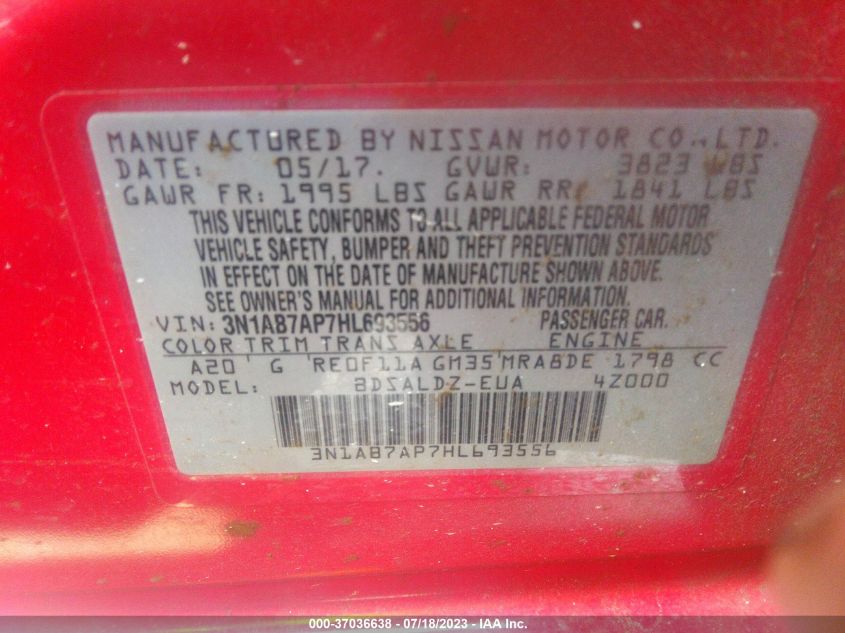 MANUFACTURED BY NISSAN MOTOR CO., LTD.
DATE: 05/17. GVWR: 3823 LBS
GAWR FR: 1995 LBS GAWR RR: 1841 LBS
THIS VEHICLE CONFORMS TO ALL APPLICABLE FEDERAL MOTOR
VEHICLE SAFETY, BUMPER AND THEFT PREVENTION STANDARDS
IN EFFECT ON THE DATE OF MANUFACTURE SHOWN ABOVE.
SEE OWNER'S MANUAL FOR ADDITIONAL INFORMATION.
VIN: 3N1AB7AP7HL693556 PASSENGER CAR.
COLOR TRIM TRANS AXLE ENGINE
A20 G RE0F11A GM35 MRA8DE 1798 CC
MODEL: BDSALDZ-EUA 4Z000
3N1AB7AP7HL693556
000-37036638 - 07/18/2023 - IAA Inc.